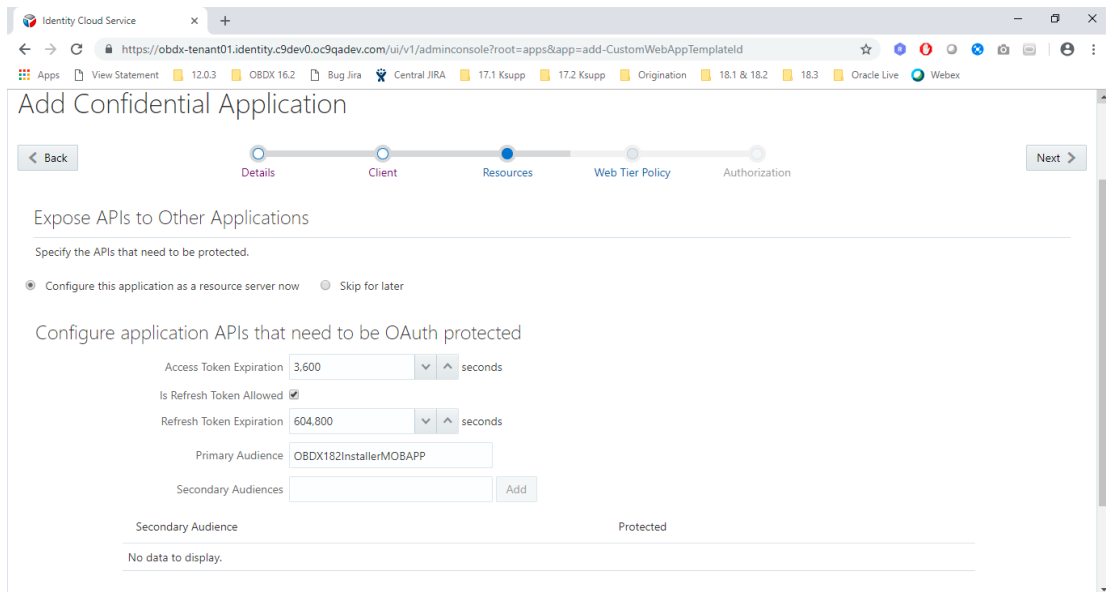 Identity Cloud Service
https://obdx-tenant01.identity.c9dev0.oc9qadev.com/ui/v1/adminconsole?root=apps&app=add-CustomWebAppTemplateId
Apps View Statement 12.0.3 OBDX 16.2 Bug Jira Central JIRA 17.1 Ksupp 17.2 Ksupp Origination 18.1 & 18.2 18.3 Oracle Live Webex
Add Confidential Application
Back
Details Client Resources Web Tier Policy Authorization
Next
Expose APIs to Other Applications
Specify the APIs that need to be protected.
Configure this application as a resource server now Skip for later
Configure application APIs that need to be OAuth protected
Access Token Expiration 3,600 seconds
Is Refresh Token Allowed
Refresh Token Expiration 604,800 seconds
Primary Audience OBDX182InstallerMOBAPP
Secondary Audiences Add
Secondary Audience Protected
No data to display.